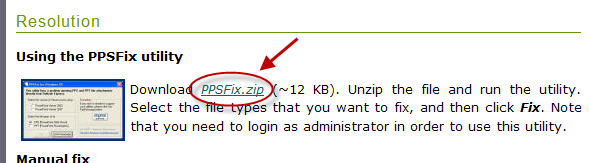 Resolution
Using the PPSFix utility
Download PPSFix.zip (~12 KB). Unzip the file and run the utility.
Select the file types that you want to fix, and then click Fix. Note
that you need to login as administrator in order to use this utility.
Manual fix